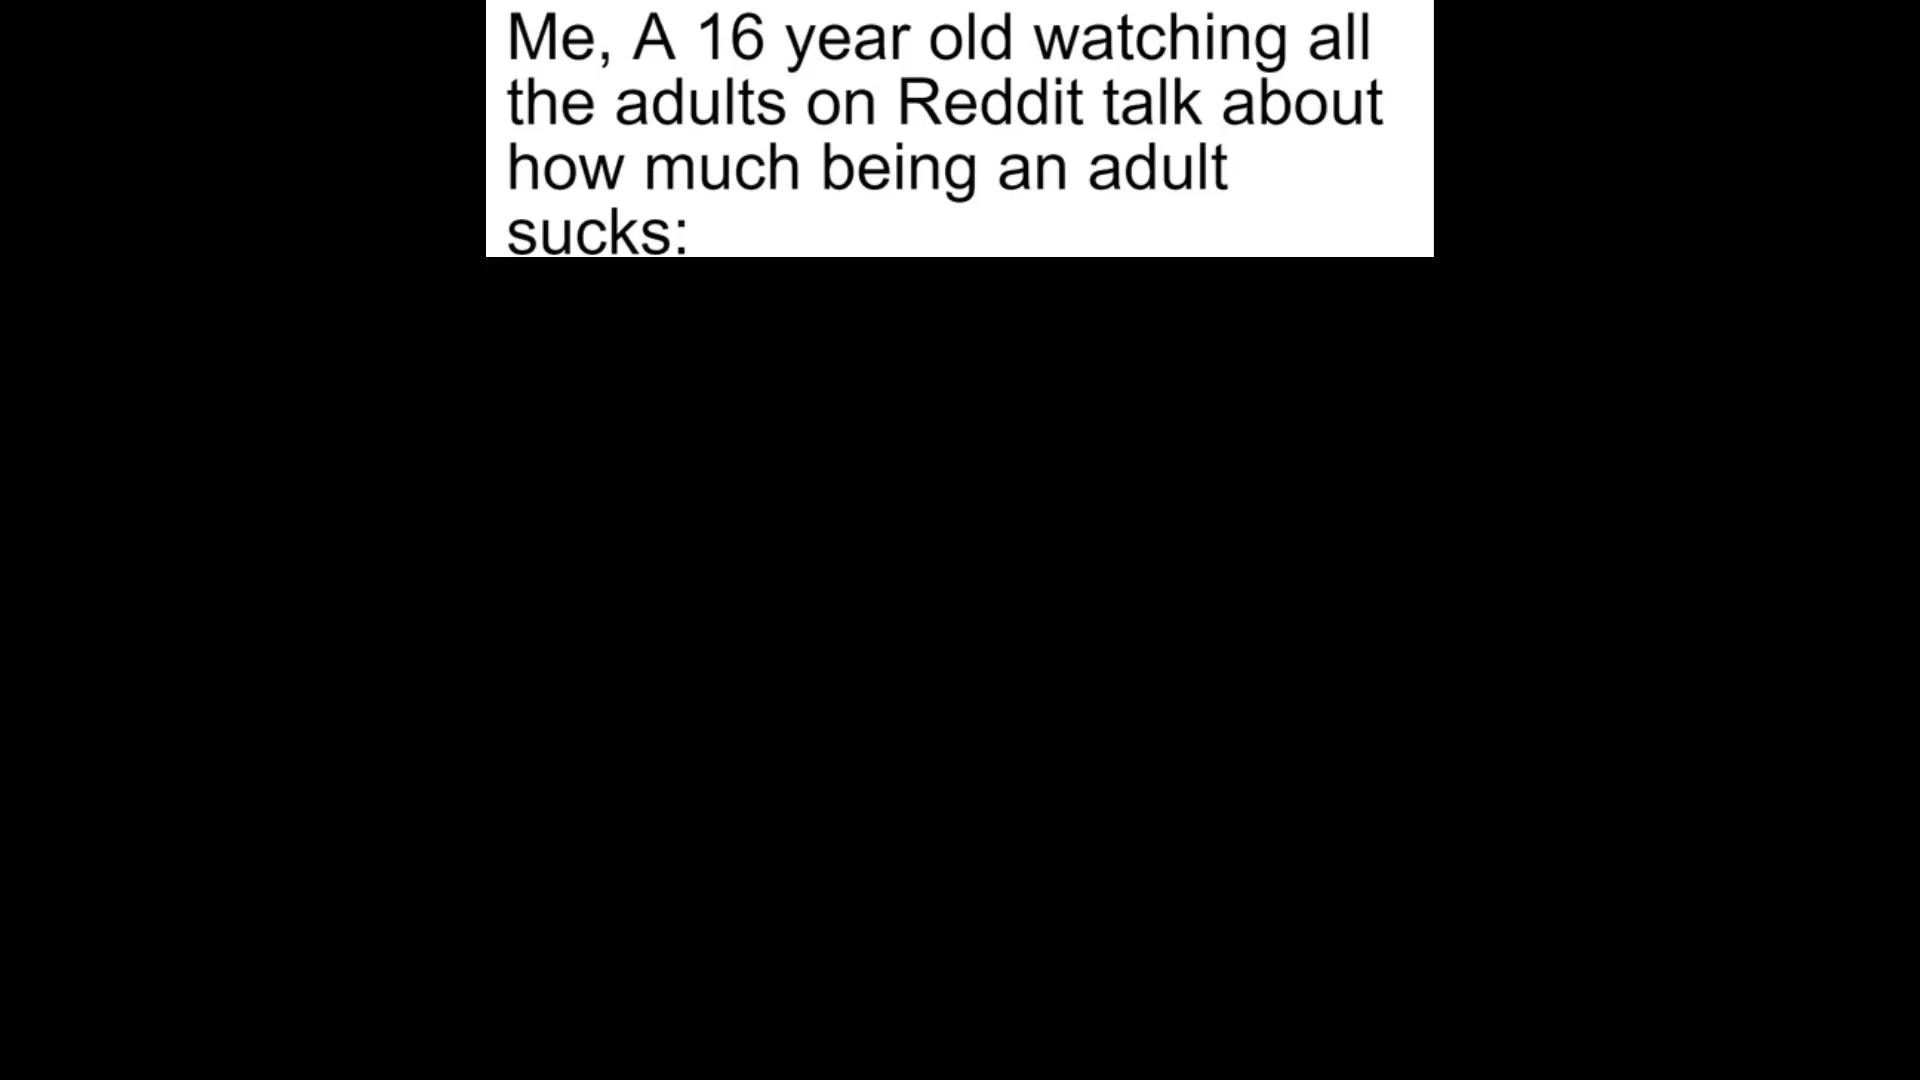 Me, A 16 year old watching all
the adults on Reddit talk about
how much being an adult
sucks: